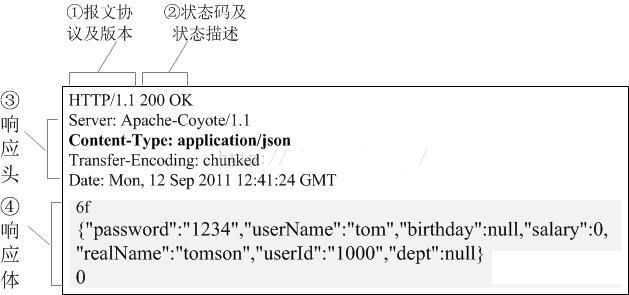 ①报文协
议及版本
②状态码及
状态描述
③
响
应
头
HTTP/1.1 200 OK
Server: Apache-Coyote/1.1
Content-Type: application/json
Transfer-Encoding: chunked
Date: Mon, 12 Sep 2011 12:41:24 GMT
④
响
应
体
6f
{"password":"1234","userName":"tom","birthday":null,"salary":0,
"realName":"tomson","userId":"1000","dept":null}
0